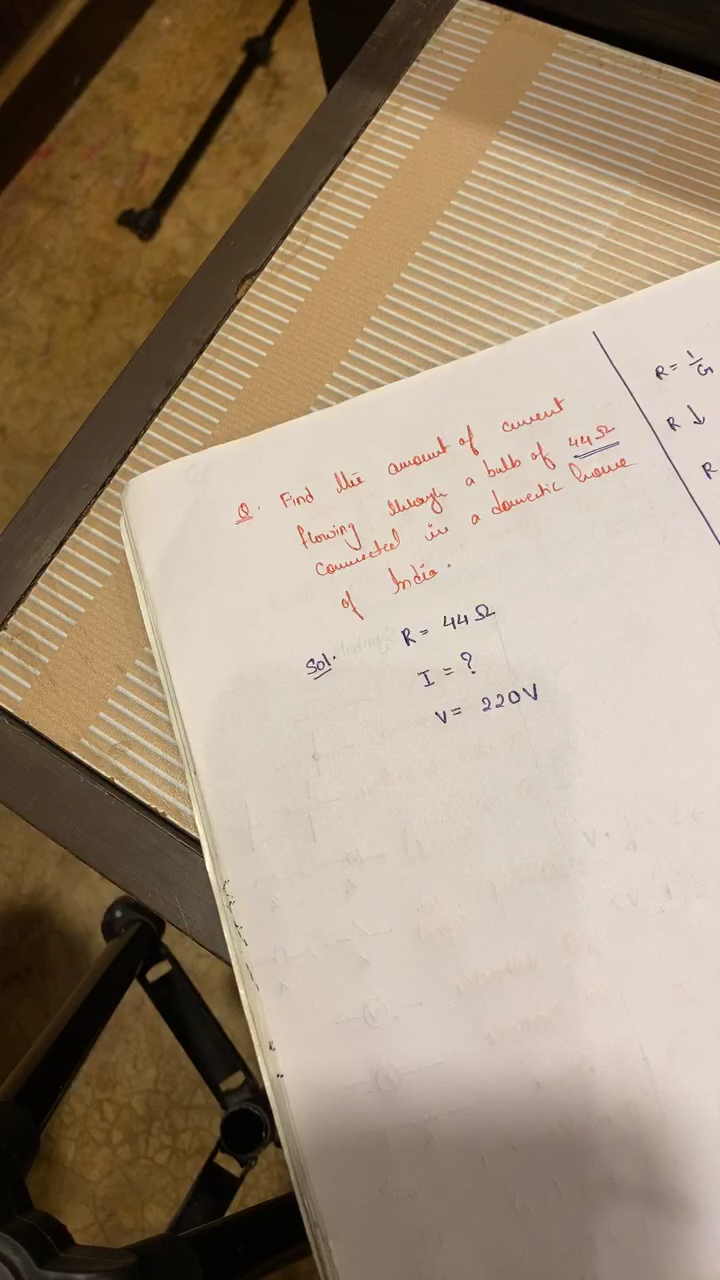 Q. Find the amount of current
flowing through a bulb of 44Ω
connected in a domestic house
of India.
Sol. R = 44Ω
I = ?
V = 220V
R = 1/G
R ↓
R